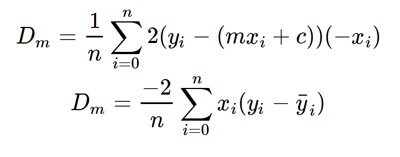 D_m = \frac{1}{n} \sum_{i=0}^{n} 2(y_i - (mx_i + c))(-x_i)
D_m = \frac{-2}{n} \sum_{i=0}^{n} x_i(y_i - \bar{y}_i)